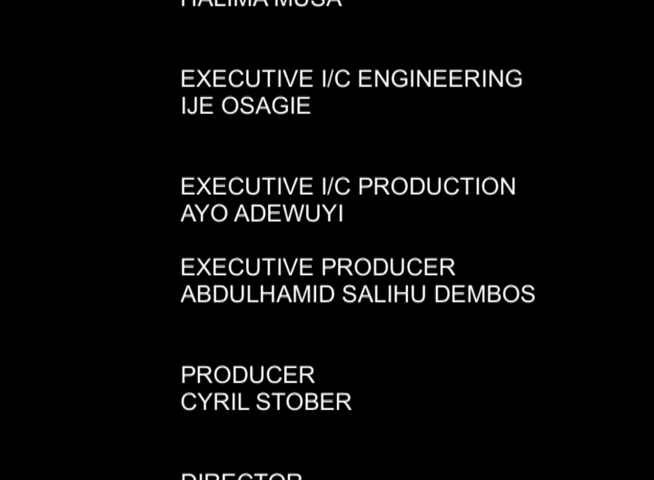 HALIMA MUSA
EXECUTIVE I/C ENGINEERING
IJE OSAGIE
EXECUTIVE I/C PRODUCTION
AYO ADEWUYI
EXECUTIVE PRODUCER
ABDULHAMID SALIHU DEMBOS
PRODUCER
CYRIL STOBER
DIRECTOR